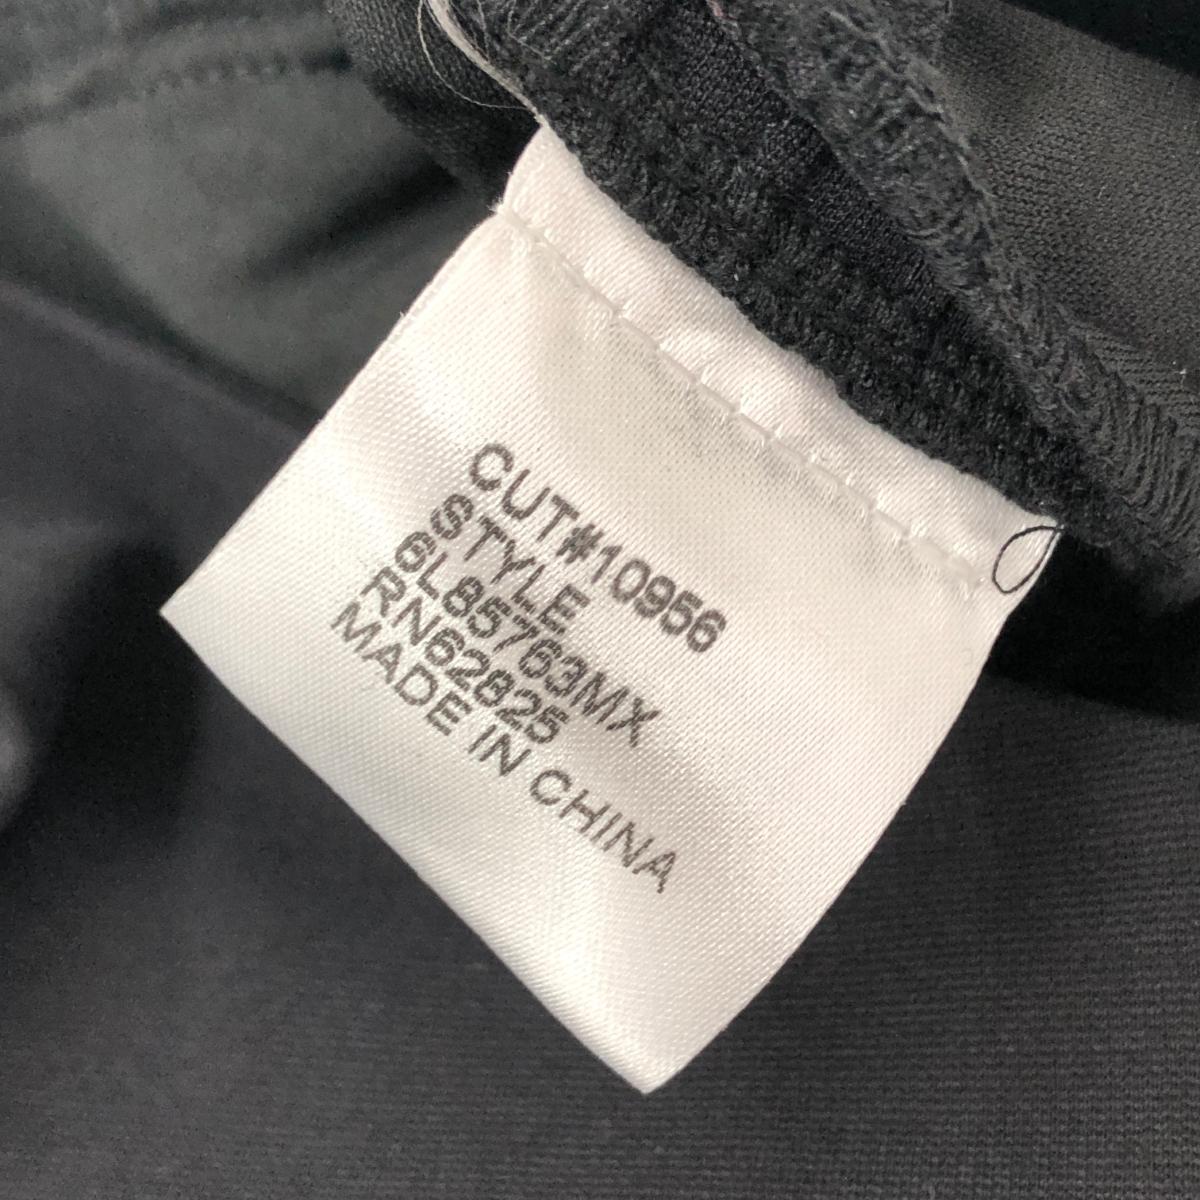 CUT#10956
STYLE
6L85763MX
RN62825
MADE IN CHINA